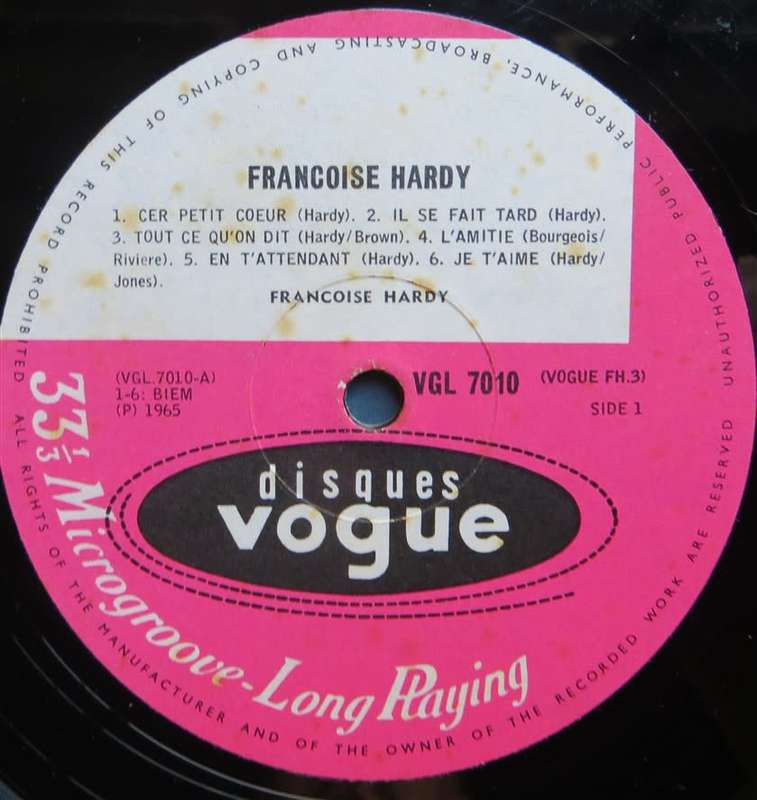 FRANCOISE HARDY
1. CER PETIT COEUR (Hardy). 2. IL SE FAIT TARD (Hardy).
3. TOUT CE QU'ON DIT (Hardy/Brown). 4. L'AMITIE (Bourgeois/
Riviere). 5. EN T'ATTENDANT (Hardy). 6. JE T'AIME (Hardy/
Jones).
FRANCOISE HARDY
(VGL.7010-A)
1-6: BIEM
(P) 1965
VGL 7010
(VOGUE FH.3)
SIDE 1
disques
vogue
33 1/3 Microgroove-Long Playing
ALL RIGHTS OF THE MANUFACTURER AND OF THE OWNER OF THE RECORDED WORK ARE RESERVED UNAUTHORIZED PUBLIC PERFORMANCE, BROADCASTING AND COPYING OF THIS RECORD PROHIBITED